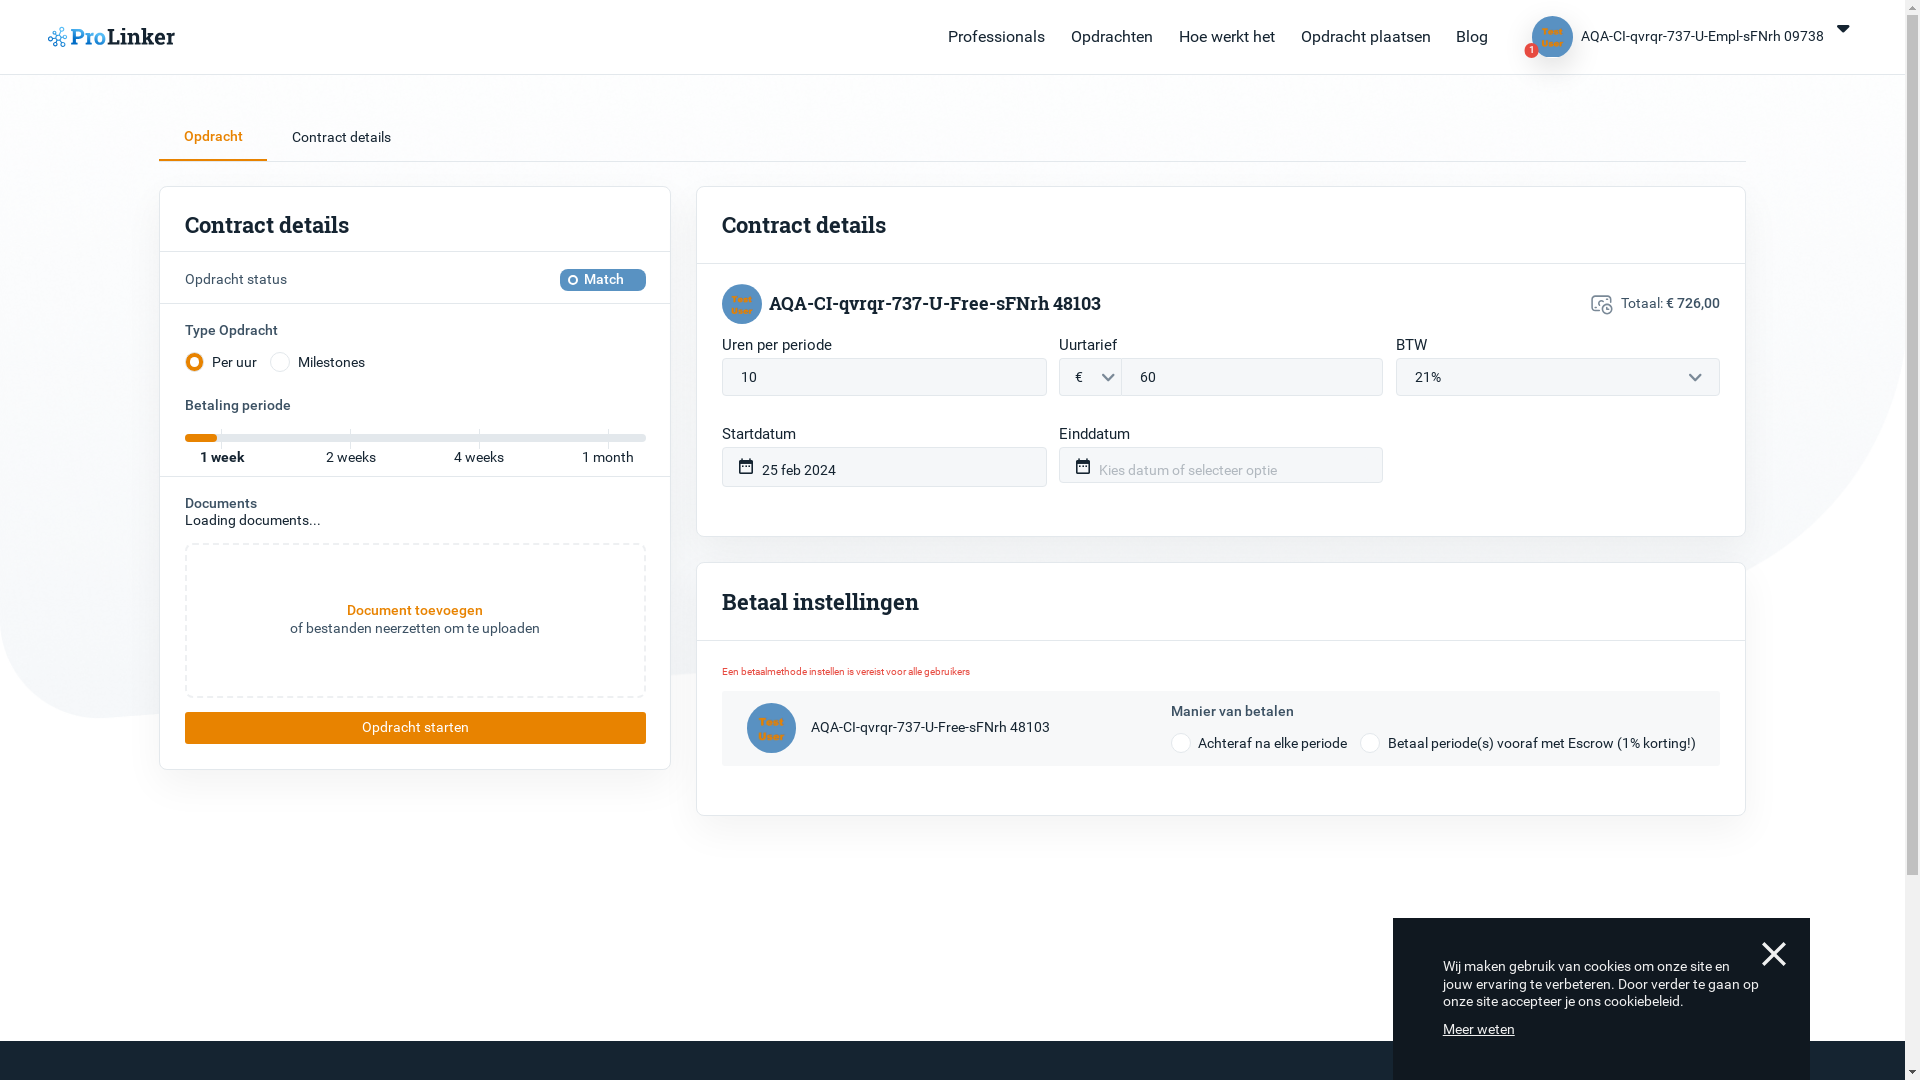 ProLinker
Professionals
Opdrachten
Hoe werkt het
Opdracht plaatsen
Blog
Test User
1
AQA-CI-qvrqr-737-U-Empl-sFNrh 09738
Opdracht
Contract details
Contract details
Opdracht status
Match
Type Opdracht
Per uur
Milestones
Betaling periode
1 week
2 weeks
4 weeks
1 month
Documents
Loading documents...
Document toevoegen
of bestanden neerzetten om te uploaden
Opdracht starten
Contract details
Test User
AQA-CI-qvrqr-737-U-Free-sFNrh 48103
Totaal: € 726,00
Uren per periode
Uurtarief
BTW
10
€
60
21%
Startdatum
Einddatum
25 feb 2024
Kies datum of selecteer optie
Betaal instellingen
Een betaalmethode instellen is vereist voor alle gebruikers
Test User
AQA-CI-qvrqr-737-U-Free-sFNrh 48103
Manier van betalen
Achteraf na elke periode
Betaal periode(s) vooraf met Escrow (1% korting!)
Wij maken gebruik van cookies om onze site en
jouw ervaring te verbeteren. Door verder te gaan op
onze site accepteer je ons cookiebeleid.
Meer weten